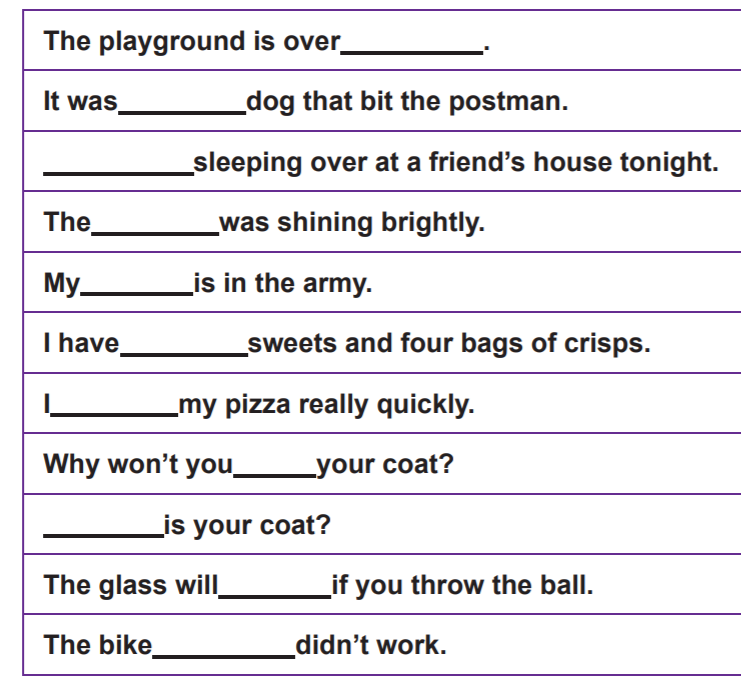 The playground is over__________.
It was_________dog that bit the postman.
___________sleeping over at a friend’s house tonight.
The_________was shining brightly.
My________is in the army.
I have_________sweets and four bags of crisps.
I_________my pizza really quickly.
Why won’t you______your coat?
_________is your coat?
The glass will________if you throw the ball.
The bike__________didn’t work.